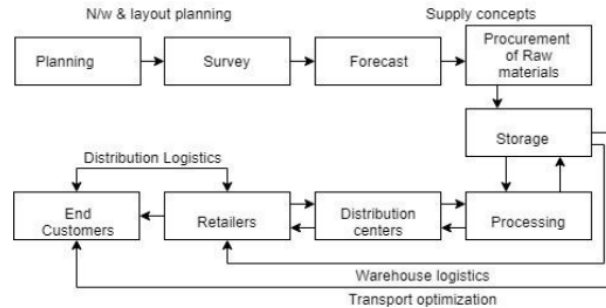 N/w & layout planning
Supply concepts
Planning
Survey
Forecast
Procurement
of Raw
materials
Storage
Distribution Logistics
End
Customers
Retailers
Distribution
centers
Processing
Warehouse logistics
Transport optimization